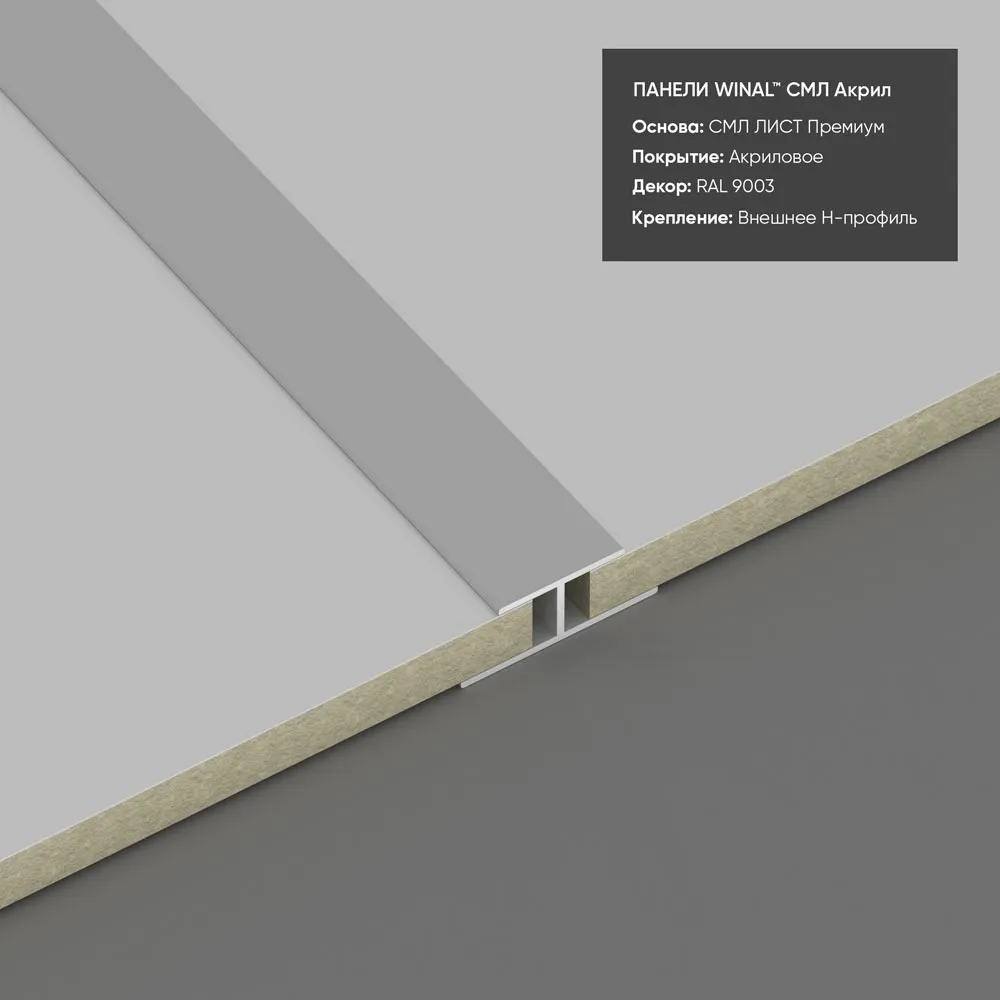 ПАНЕЛИ WINAL™ СМЛ Акрил
Основа: СМЛ ЛИСТ Премиум
Покрытие: Акриловое
Декор: RAL 9003
Крепление: Внешнее Н-профиль